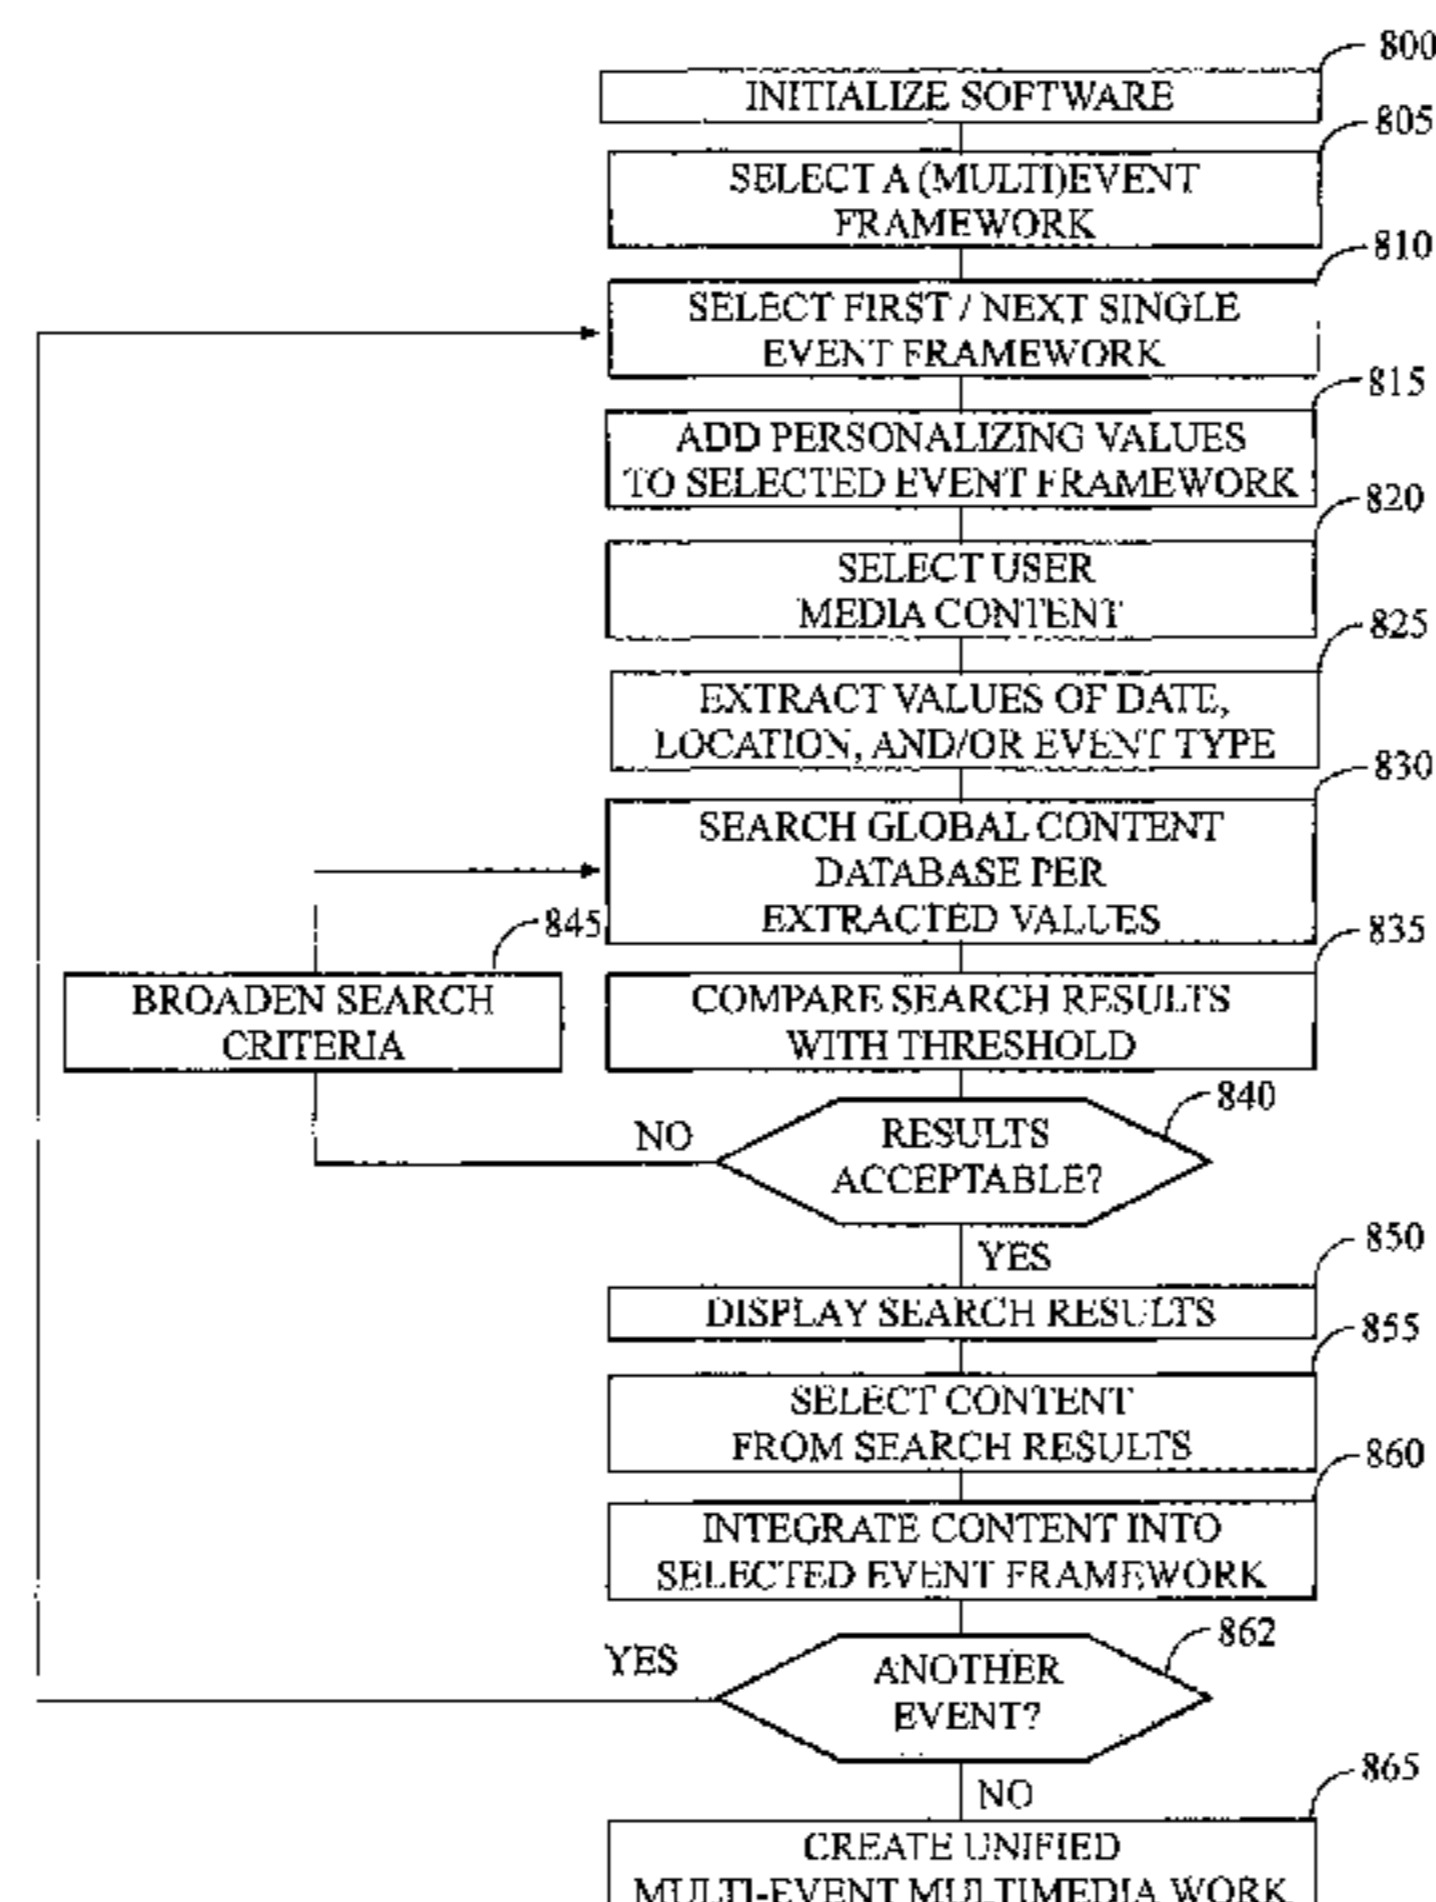 800
INITIALIZE SOFTWARE
805
SELECT A (MULTI)EVENT
FRAMEWORK
810
SELECT FIRST / NEXT SINGLE
EVENT FRAMEWORK
815
ADD PERSONALIZING VALUES
TO SELECTED EVENT FRAMEWORK
820
SELECT USER
MEDIA CONTENT
825
EXTRACT VALUES OF DATE,
LOCATION, AND/OR EVENT TYPE
830
SEARCH GLOBAL CONTENT
DATABASE PER
EXTRACTED VALUES
845
BROADEN SEARCH
CRITERIA
835
COMPARE SEARCH RESULTS
WITH THRESHOLD
840
NO
RESULTS
ACCEPTABLE?
YES
850
DISPLAY SEARCH RESULTS
855
SELECT CONTENT
FROM SEARCH RESULTS
860
INTEGRATE CONTENT INTO
SELECTED EVENT FRAMEWORK
862
YES
ANOTHER
EVENT?
NO
865
CREATE UNIFIED
MULTI-EVENT MULTIMEDIA WORK